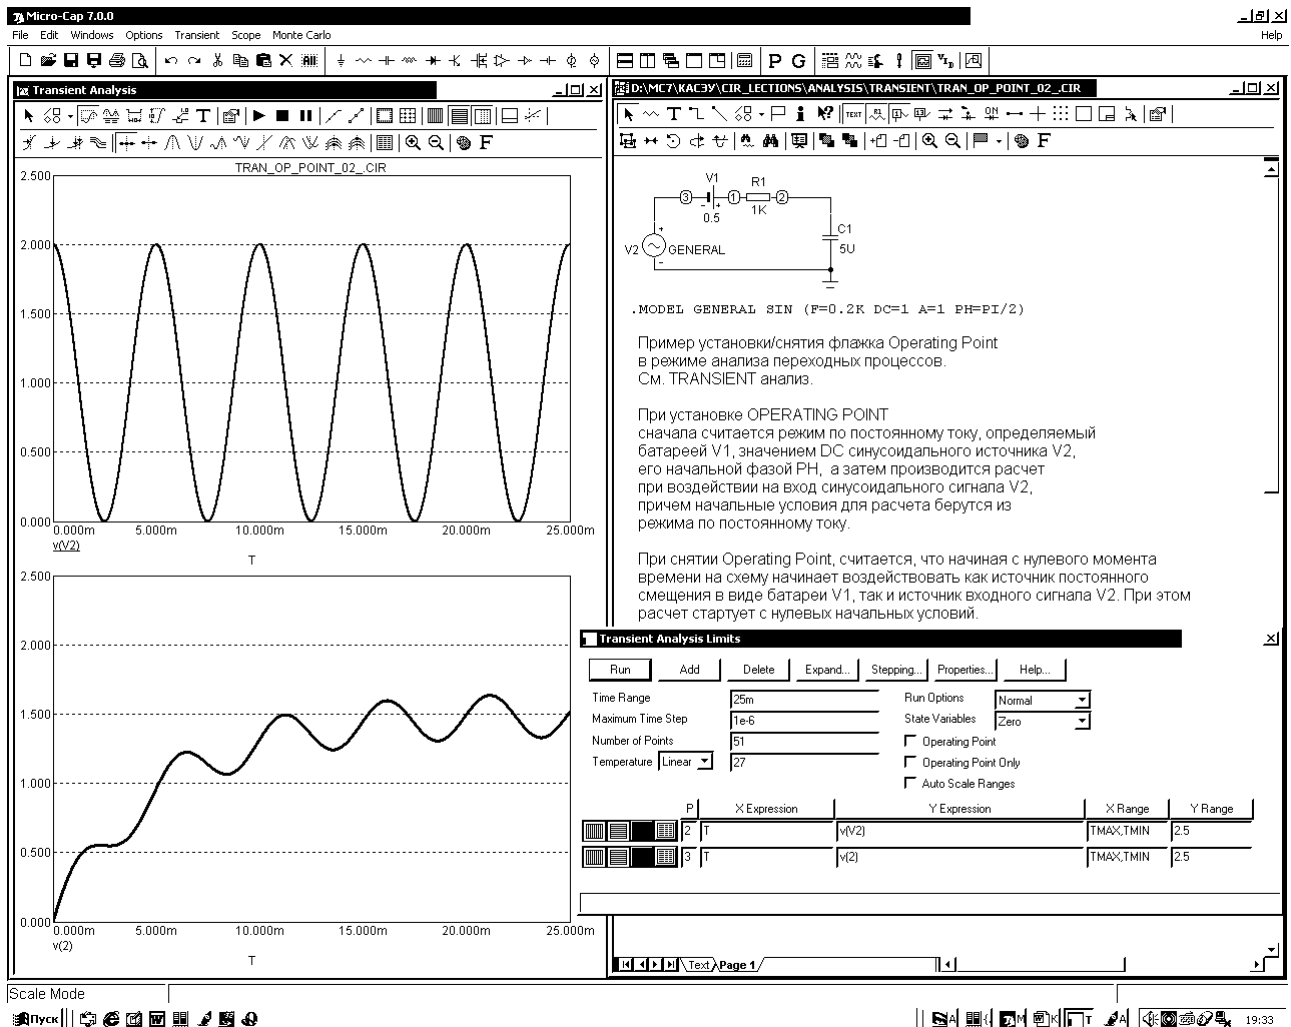 Micro-Cap 7.0.0
File Edit Windows Options Transient Scope Monte Carlo
Help
P G
Transient Analysis
T
F
TRAN_OP_POINT_02_.CIR
2.500
2.000
1.500
1.000
0.500
0.000
0.000m 5.000m 10.000m 15.000m 20.000m 25.000m
v(V2)
T
2.500
2.000
1.500
1.000
0.500
0.000
0.000m 5.000m 10.000m 15.000m 20.000m 25.000m
v(2)
T
D:\MC7\КАСЭУ\CIR_LECTIONS\ANALYSIS\TRANSIENT\TRAN_OP_POINT_02_.CIR
T
TEXT
ON
F
V1
R1
3
1
2
0.5
1K
C1
5U
V2
GENERAL
.MODEL GENERAL SIN (F=0.2K DC=1 A=1 PH=PI/2)
Пример установки/снятия флажка Operating Point
в режиме анализа переходных процессов.
См. TRANSIENT анализ.
При установке OPERATING POINT
сначала считается режим по постоянному току, определяемый
батареей V1, значением DC синусоидального источника V2,
его начальной фазой PH, а затем производится расчет
при воздействии на вход синусоидального сигнала V2,
причем начальные условия для расчета берутся из
режима по постоянному току.
При снятии Operating Point, считается, что начиная с нулевого момента
времени на схему начинает воздействовать как источник постоянного
смещения в виде батареи V1, так и источник входного сигнала V2. При этом
расчет стартует с нулевых начальных условий.
Transient Analysis Limits
Run Add Delete Expand... Stepping... Properties... Help...
Time Range 25m Run Options Normal
Maximum Time Step 1e-6 State Variables Zero
Number of Points 51 Operating Point
Temperature Linear 27 Operating Point Only
Auto Scale Ranges
P X Expression Y Expression X Range Y Range
2 T v(V2) TMAX,TMIN 2.5
3 T v(2) TMAX,TMIN 2.5
Text Page 1
Scale Mode
Пуск
19:33